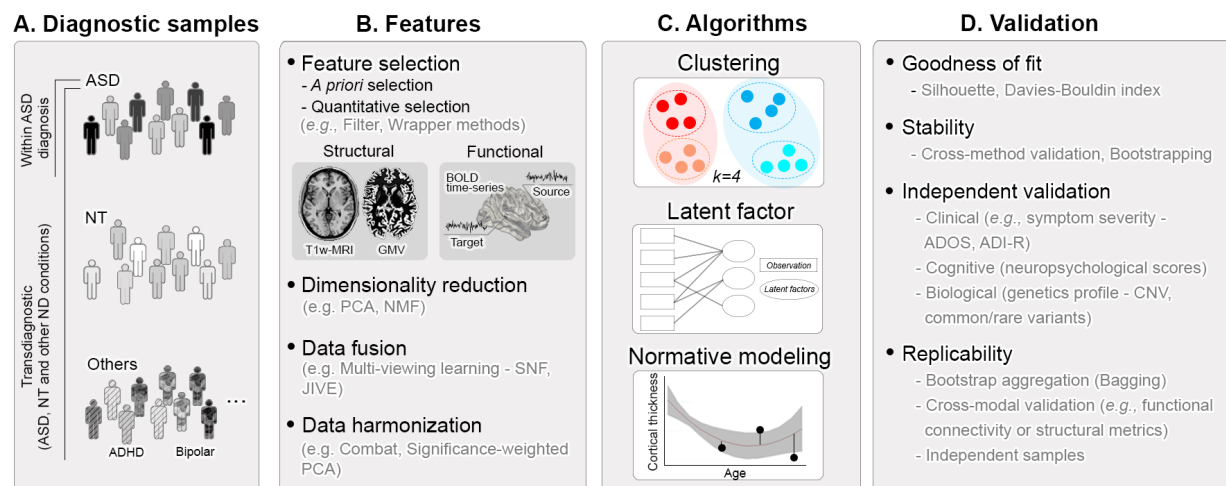 A. Diagnostic samples
Within ASD
diagnosis
ASD
Transdiagnostic
(ASD, NT and other ND conditions)
NT
Others
...
ADHD
Bipolar
B. Features
• Feature selection
- A priori selection
- Quantitative selection
(e.g., Filter, Wrapper methods)
Structural
T1w-MRI
GMV
Functional
BOLD
time-series
Source
Target
• Dimensionality reduction
(e.g. PCA, NMF)
• Data fusion
(e.g. Multi-viewing learning - SNF,
JIVE)
• Data harmonization
(e.g. Combat, Significance-weighted
PCA)
C. Algorithms
Clustering
k=4
Latent factor
Observation
Latent factors
Normative modeling
Cortical thickness
Age
D. Validation
• Goodness of fit
- Silhouette, Davies-Bouldin index
• Stability
- Cross-method validation, Bootstrapping
• Independent validation
- Clinical (e.g., symptom severity -
ADOS, ADI-R)
- Cognitive (neuropsychological scores)
- Biological (genetics profile - CNV,
common/rare variants)
• Replicability
- Bootstrap aggregation (Bagging)
- Cross-modal validation (e.g., functional
connectivity or structural metrics)
- Independent samples